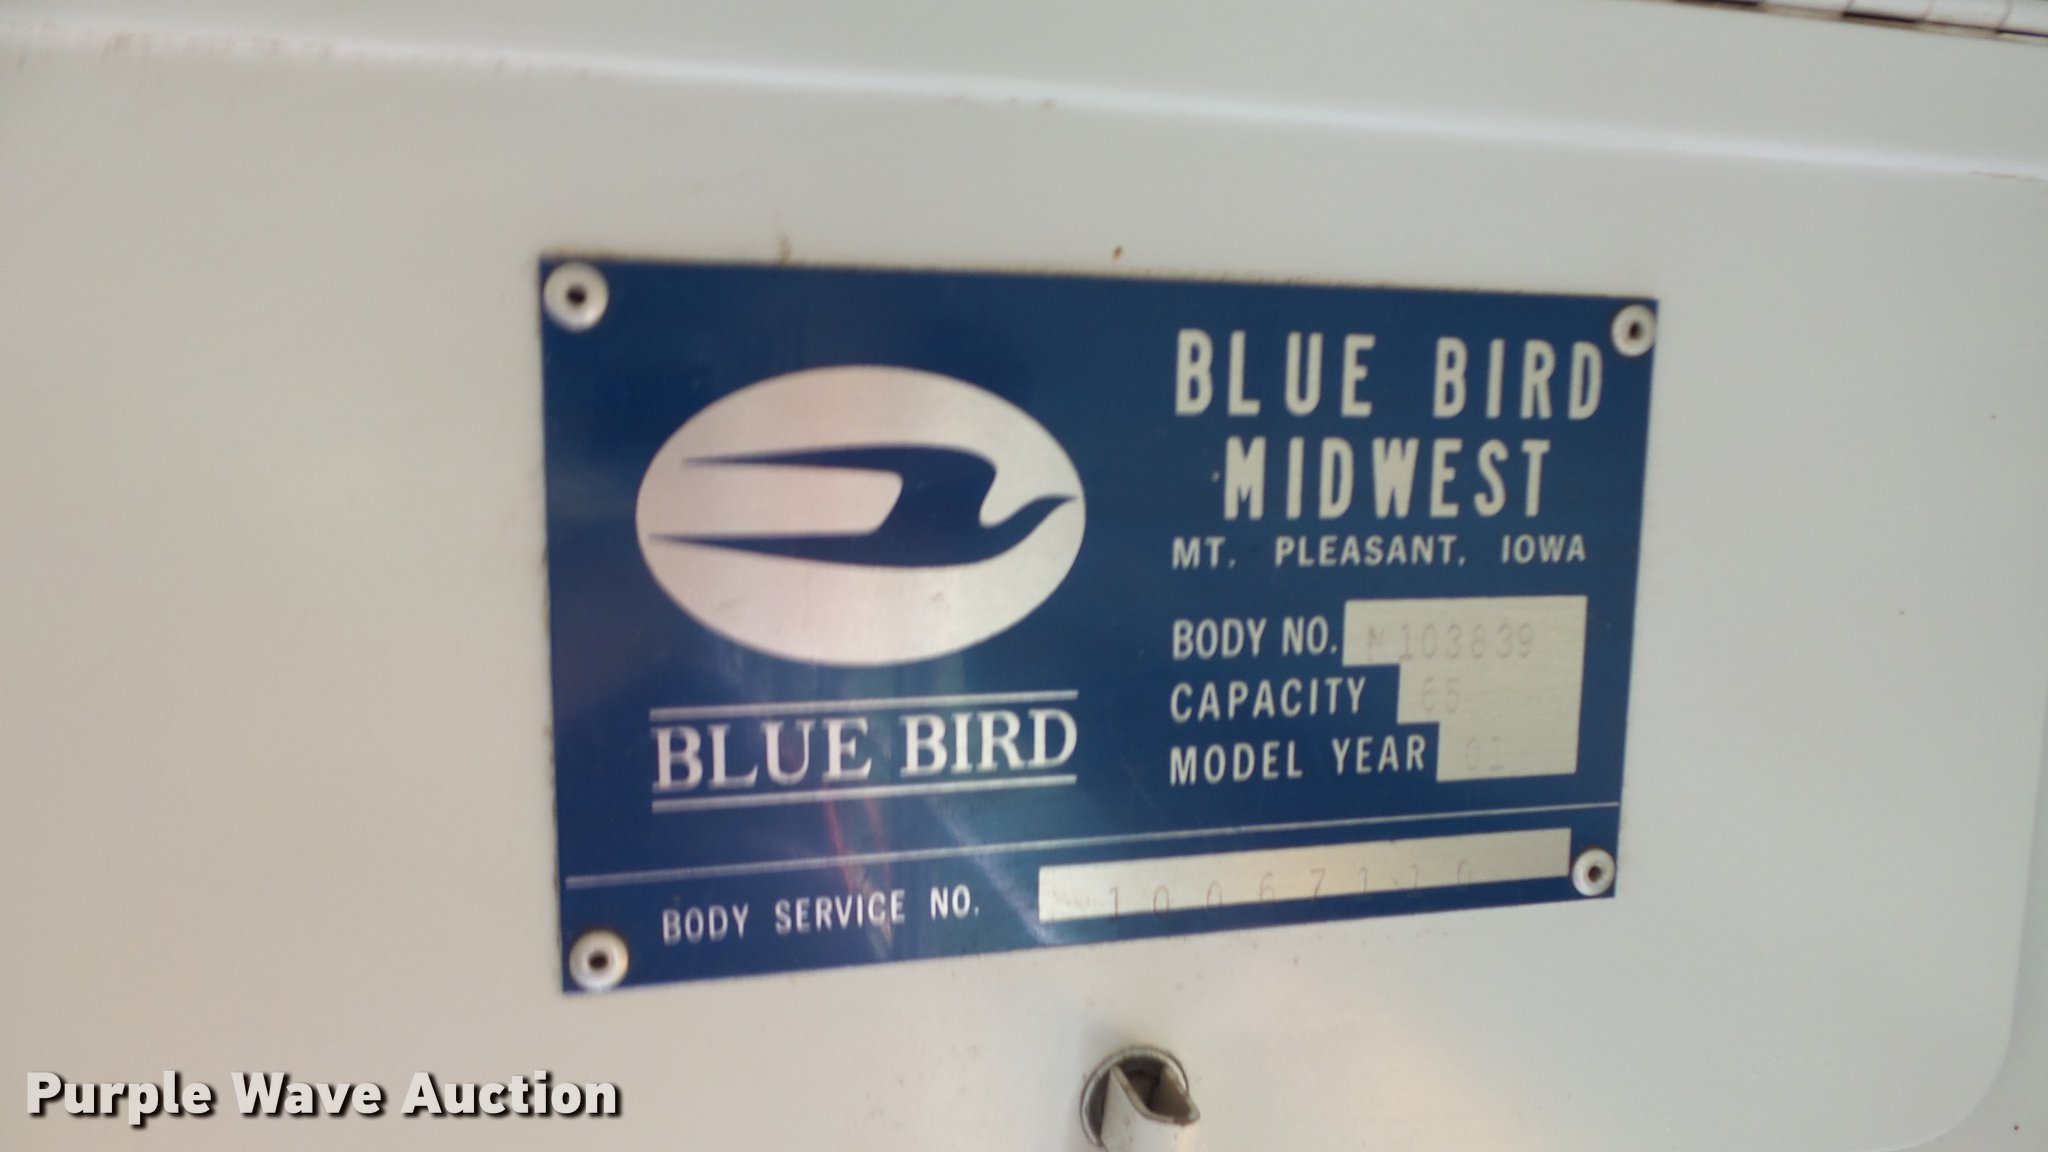 BLUE BIRD
MIDWEST
MT. PLEASANT, IOWA
BODY NO. 103839
CAPACITY 65
MODEL YEAR 01
BLUE BIRD
BODY SERVICE NO. 10067110
Purple Wave Auction